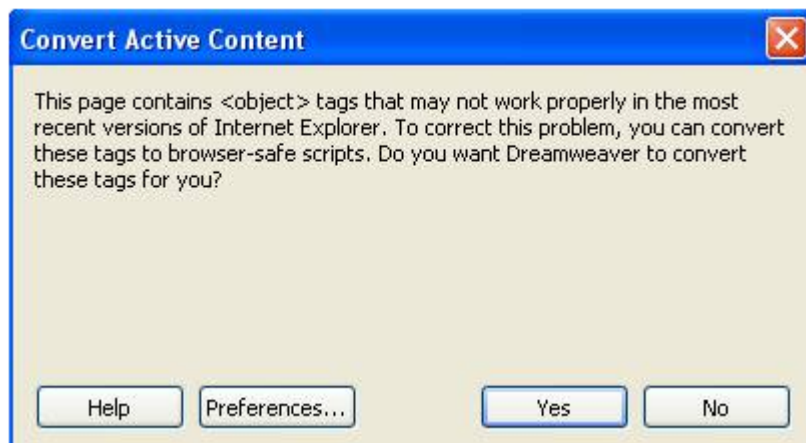 Convert Active Content
This page contains <object> tags that may not work properly in the most
recent versions of Internet Explorer. To correct this problem, you can convert
these tags to browser-safe scripts. Do you want Dreamweaver to convert
these tags for you?
Help Preferences... Yes No